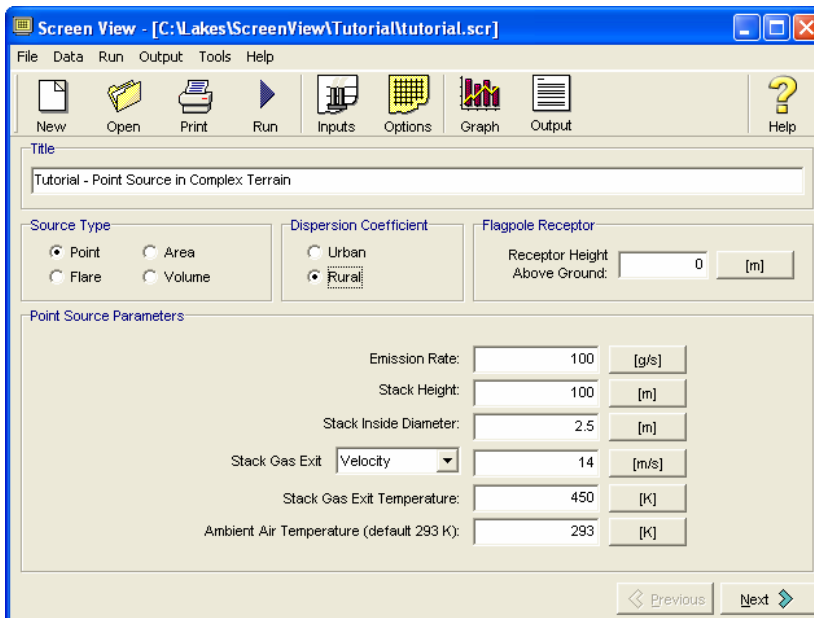 Screen View - [C:\Lakes\ScreenView\Tutorial\tutorial.scr]
File Data Run Output Tools Help
New Open Print Run Inputs Options Graph Output Help
Title
Tutorial - Point Source in Complex Terrain
Source Type
Point Area
Flare Volume
Dispersion Coefficient
Urban
Rural
Flagpole Receptor
Receptor Height
Above Ground: 0 [m]
Point Source Parameters
Emission Rate: 100 [g/s]
Stack Height: 100 [m]
Stack Inside Diameter: 2.5 [m]
Stack Gas Exit Velocity 14 [m/s]
Stack Gas Exit Temperature: 450 [K]
Ambient Air Temperature (default 293 K): 293 [K]
Previous Next